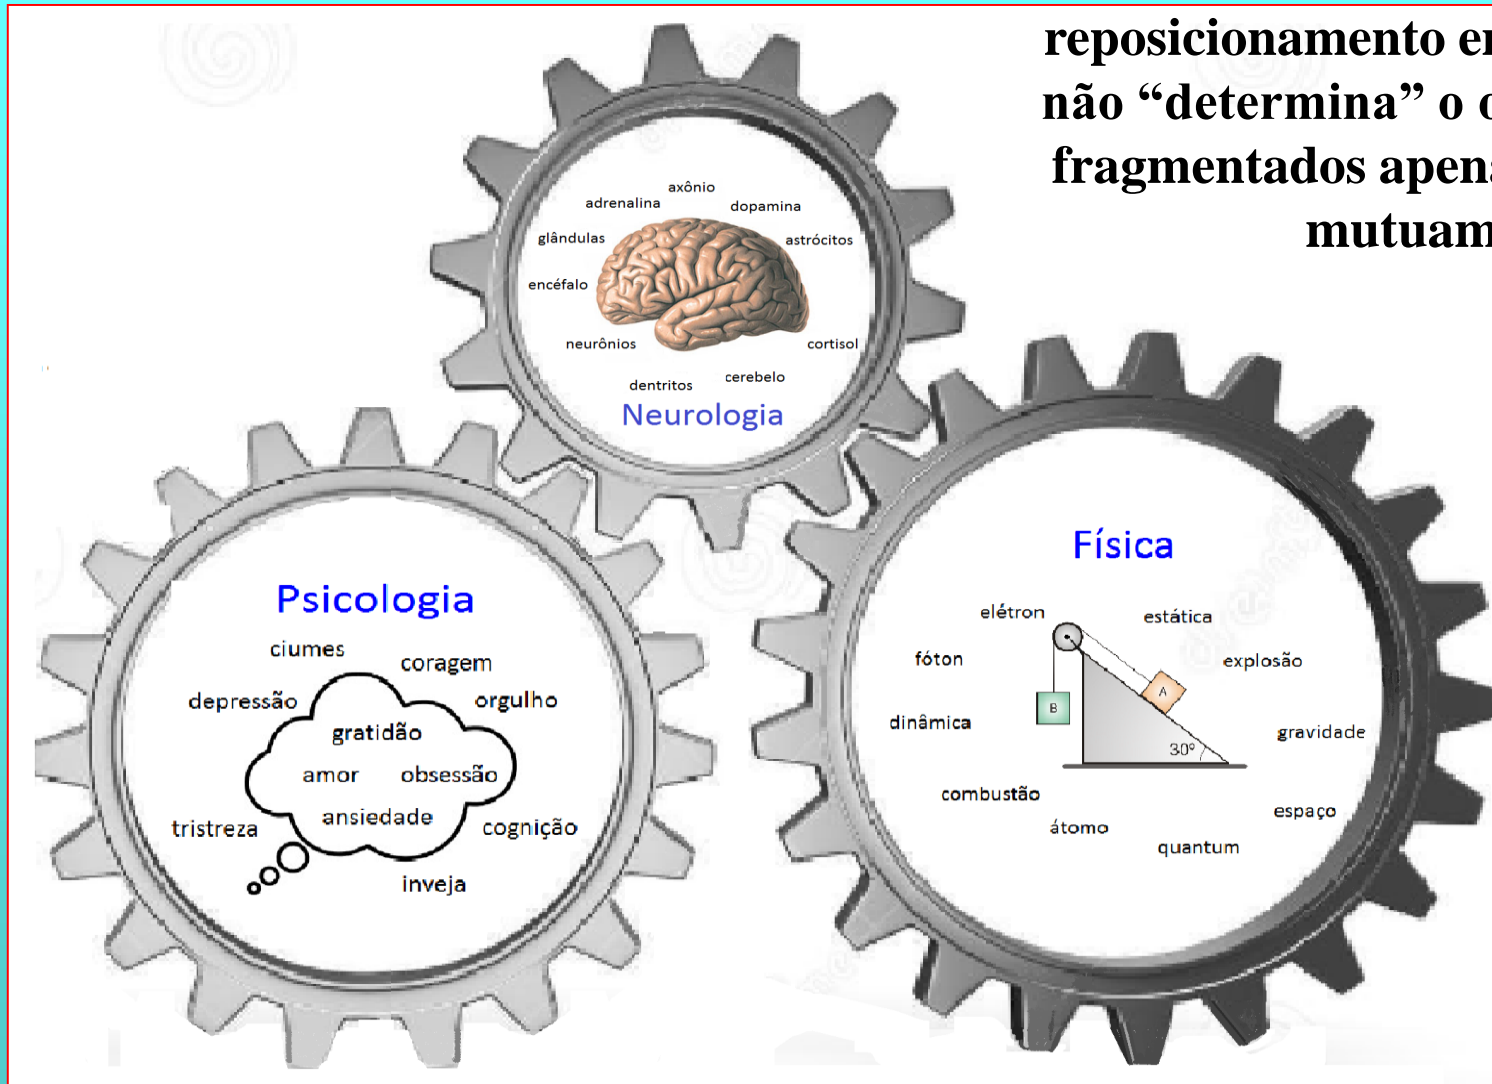 reposicionamento
não “determina” o
fragmentados
axônio
adrenalina
dopamina
glândulas
astrócitos
encéfalo
neurônios
cortisol
dentritos
cerebelo
Neurologia
Psicologia
ciumes
coragem
depressão
orgulho
gratidão
amor
obsessão
ansiedade
tristreza
cognição
inveja
Física
elétron
estática
fóton
explosão
A
B
dinâmica
gravidade
30º
combustão
espaço
átomo
quantum